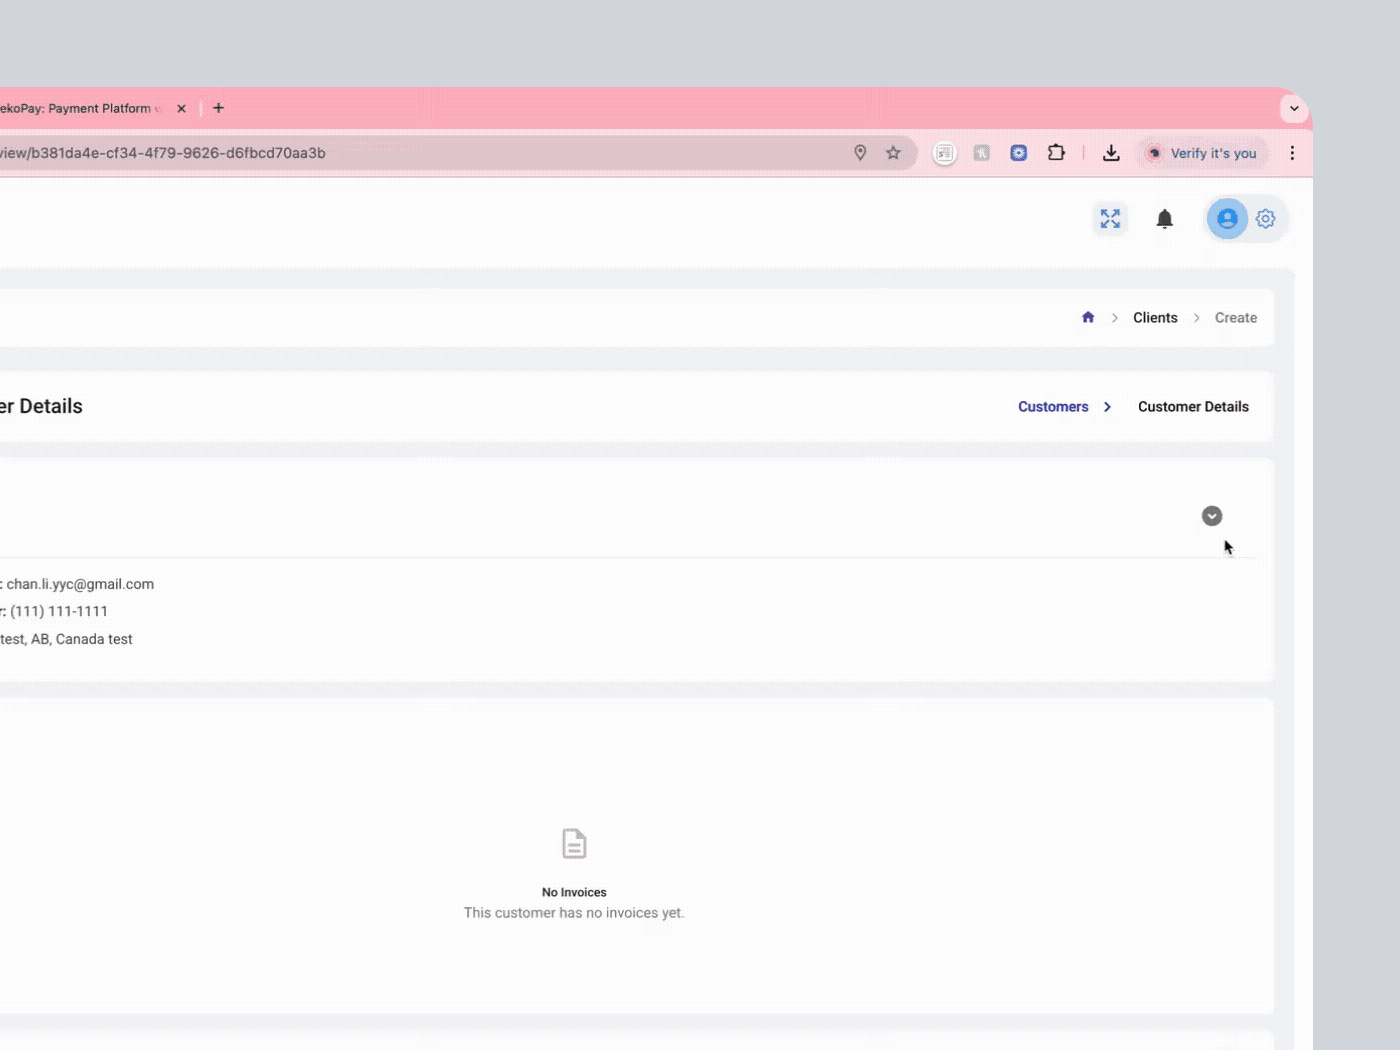 ekoPay: Payment Platform
view/b381da4e-cf34-4f79-9626-d6fbcd70aa3b
Verify it's you
Clients Create
er Details
Customers Customer Details
: chan.li.yyc@gmail.com
r: (111) 111-1111
test, AB, Canada test
No Invoices
This customer has no invoices yet.